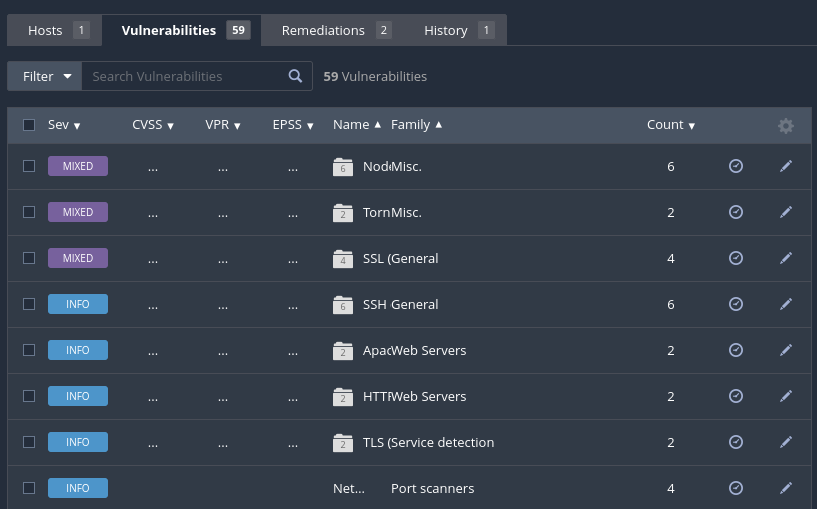 Hosts 1 Vulnerabilities 59 Remediations 2 History 1
Filter Search Vulnerabilities 59 Vulnerabilities
Sev CVSS VPR EPSS Name Family Count
MIXED ... ... ... 6 Node Misc. 6
MIXED ... ... ... 2 Torn Misc. 2
MIXED ... ... ... 4 SSL ( General 4
INFO ... ... ... 6 SSH General 6
INFO ... ... ... 2 Apac Web Servers 2
INFO ... ... ... 2 HTTP Web Servers 2
INFO ... ... ... 2 TLS ( Service detection 2
INFO Net... Port scanners 4